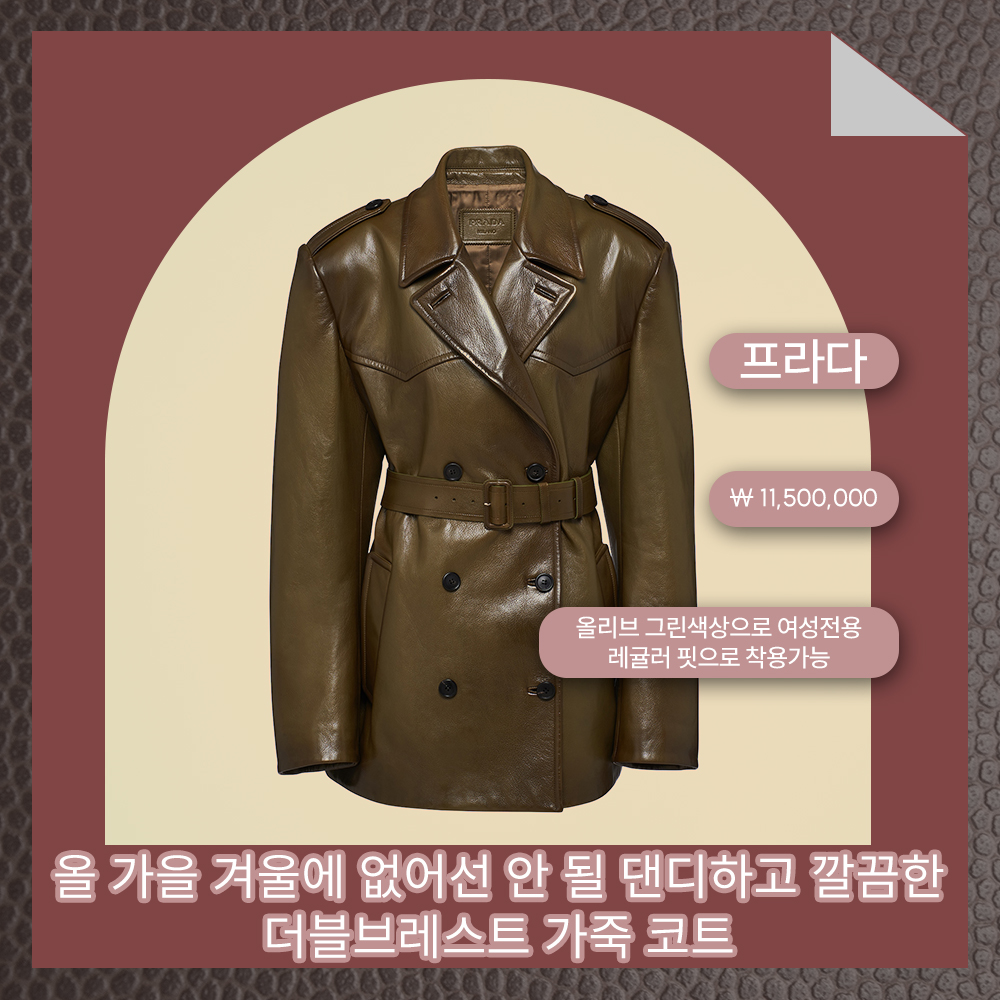 PRADA
MILANO
프라다
₩ 11,500,000
올리브 그린색상으로 여성전용
레귤러 핏으로 착용가능
올 가을 겨울에 없어선 안 될 댄디하고 깔끔한
더블브레스트 가죽 코트